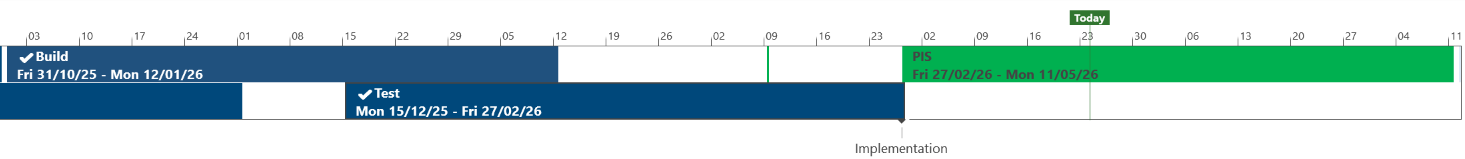 Today
03 10 17 24 01 08 15 22 29 05 12 19 26 02 09 16 23 02 09 16 23 30 06 13 20 27 04 11
Build
Fri 31/10/25 - Mon 12/01/26
PIS
Fri 27/02/26 - Mon 11/05/26
Test
Mon 15/12/25 - Fri 27/02/26
Implementation